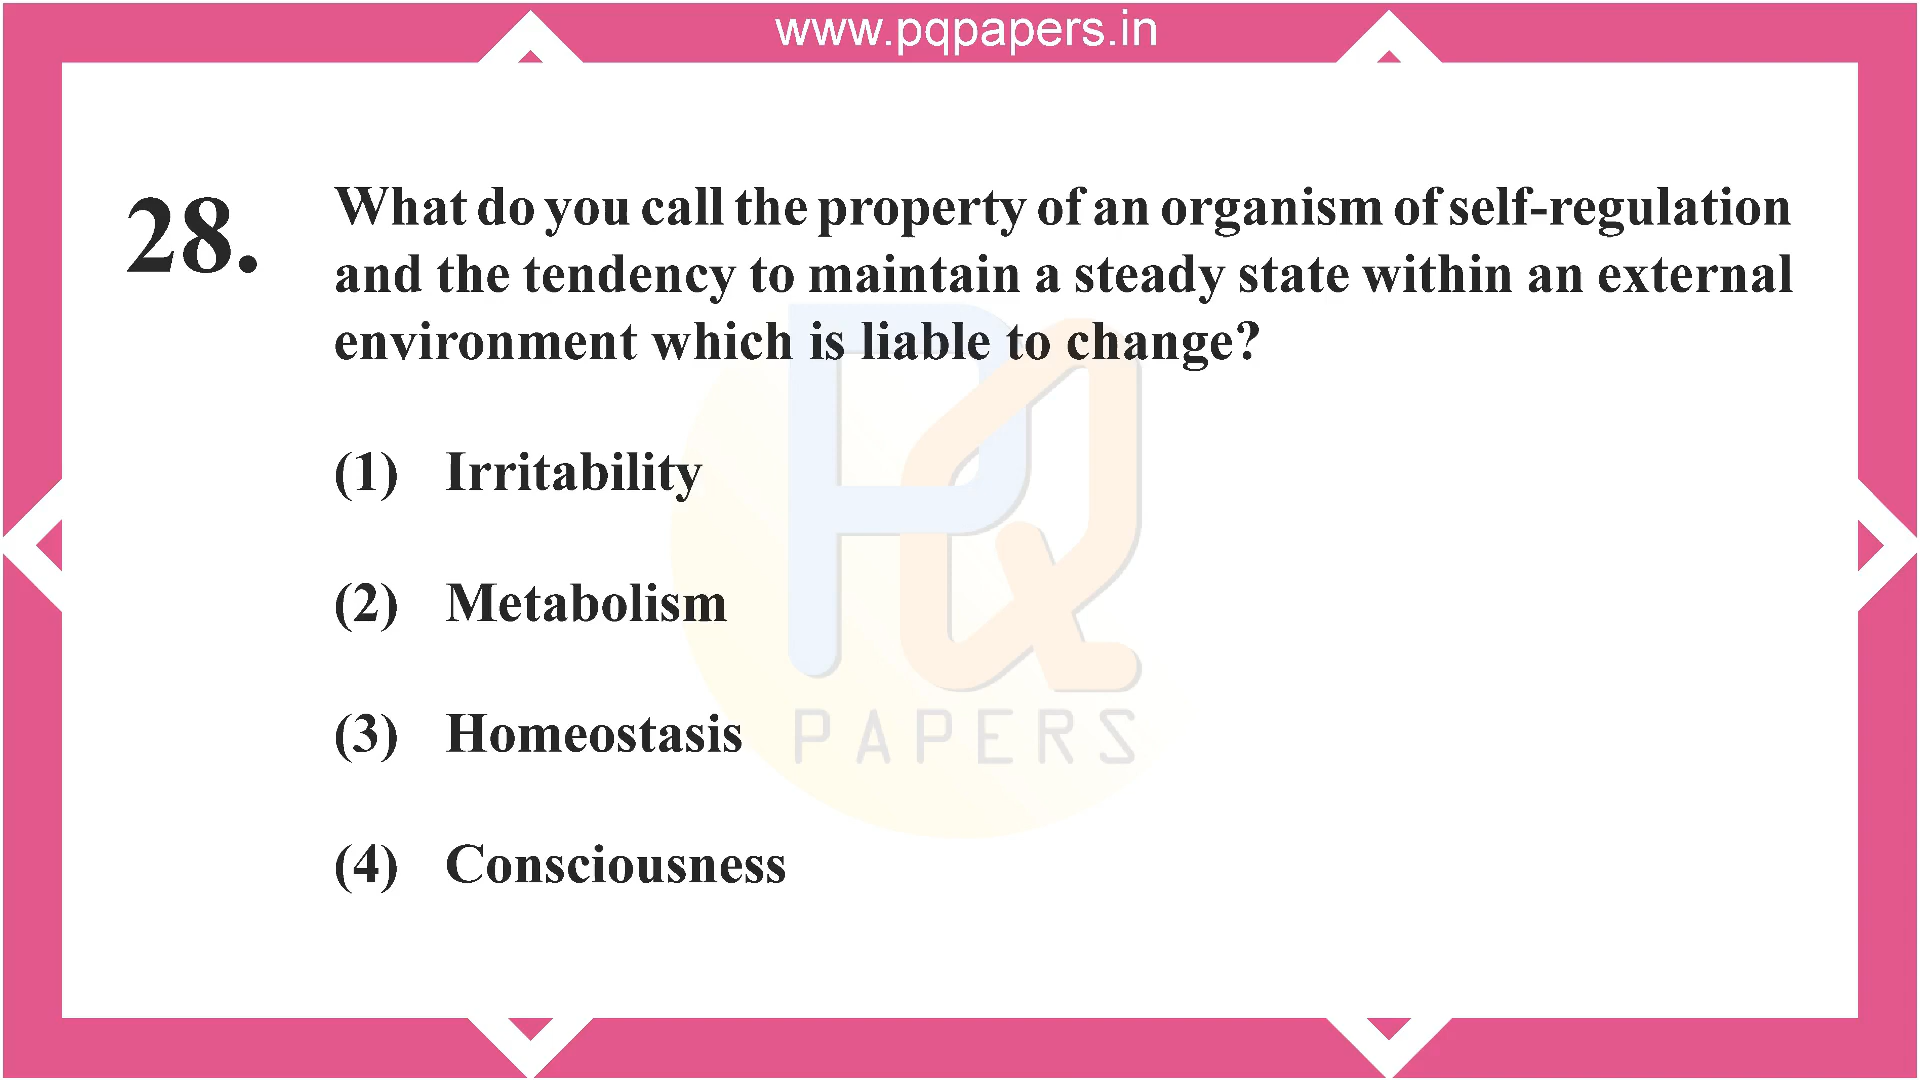 www.pqpapers.in
28. What do you call the property of an organism of self-regulation
and the tendency to maintain a steady state within an external
environment which is liable to change?
(1) Irritability
(2) Metabolism
(3) Homeostasis
(4) Consciousness
PQ
PAPERS